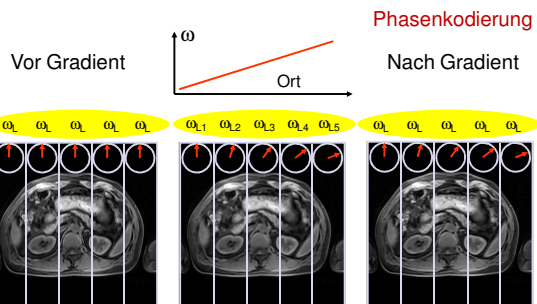 Phasenkodierung
Vor Gradient
ω
Ort
Nach Gradient
ωL ωL ωL ωL ωL
ωL1 ωL2 ωL3 ωL4 ωL5
ωL ωL ωL ωL ωL